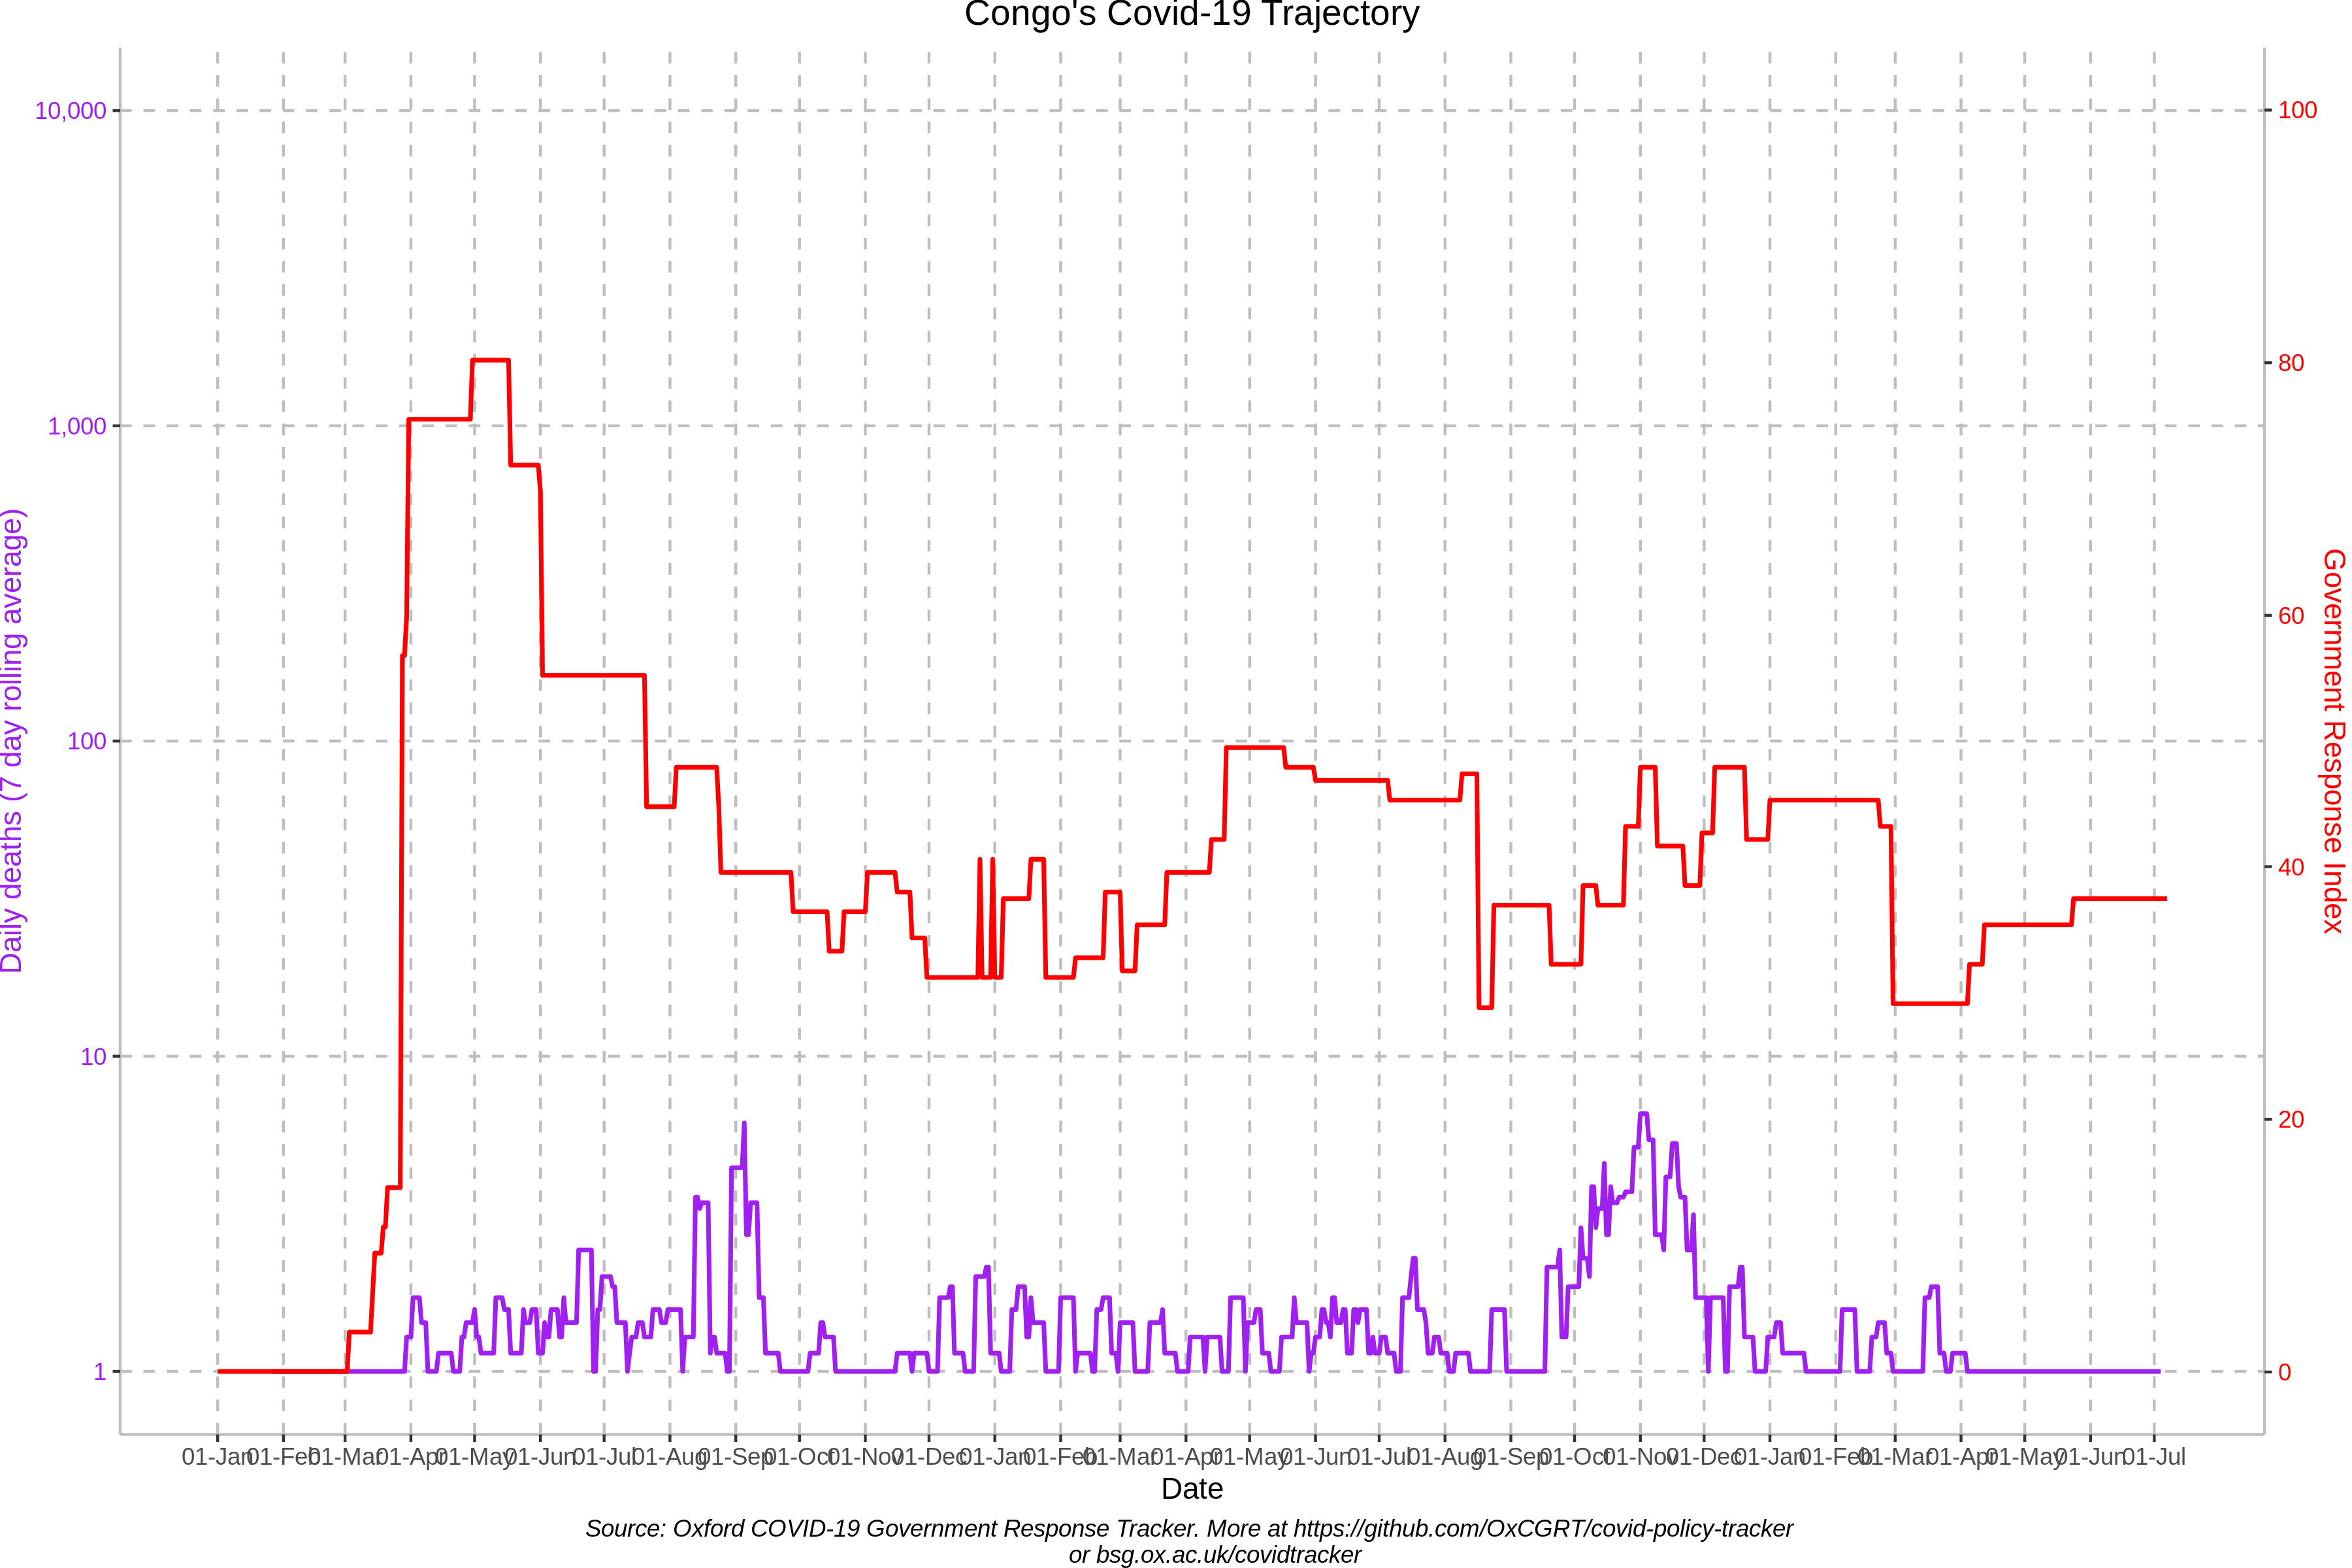 Congo's Covid-19 Trajectory
10,000
1,000
100
10
1
Daily deaths (7 day rolling average)
100
80
60
40
20
0
Government Response Index
01-Jan 01-Feb 01-Mar 01-Apr 01-May 01-Jun 01-Jul 01-Aug 01-Sep 01-Oct 01-Nov 01-Dec 01-Jan 01-Feb 01-Mar 01-Apr 01-May 01-Jun 01-Jul 01-Aug 01-Sep 01-Oct 01-Nov 01-Dec 01-Jan 01-Feb 01-Mar 01-Apr 01-May 01-Jun 01-Jul
Date
Source: Oxford COVID-19 Government Response Tracker. More at https://github.com/OxCGRT/covid-policy-tracker
or bsg.ox.ac.uk/covidtracker